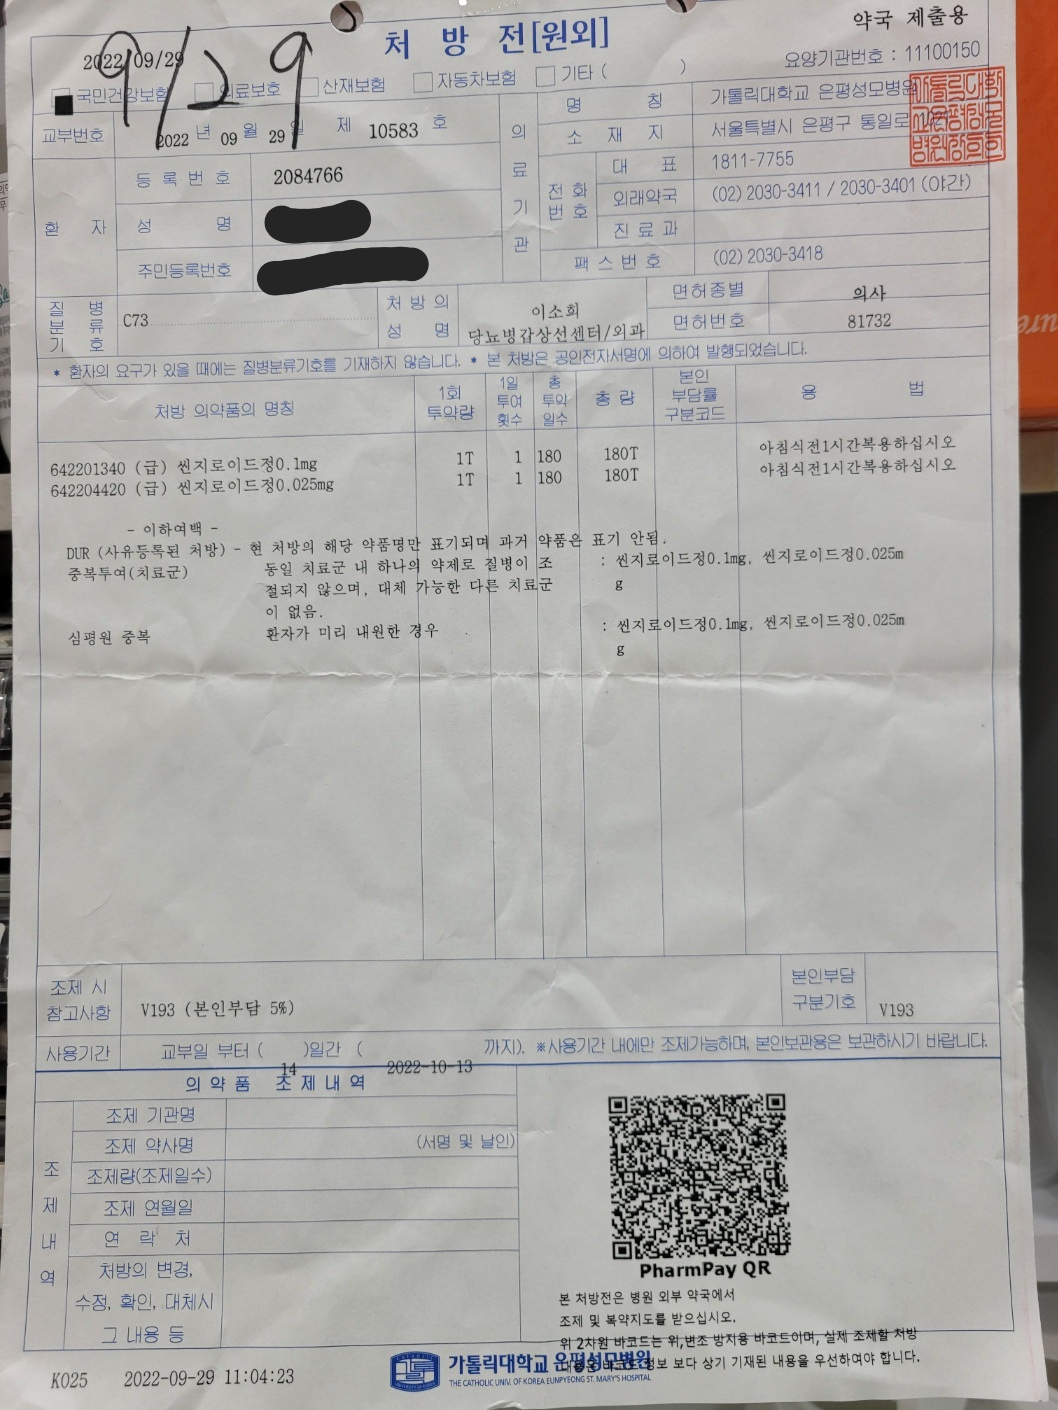 약국 제출용
처 방 전[원외]
2022/09/29
9/29
요양기관번호 : 11100150
■ 국민건강보험 □ 의료보호 □ 산재보험 □ 자동차보험 □ 기타 ( )
교부번호 2022 년 09 월 29 일 제 10583 호
의료기관
명 칭 가톨릭대학교 은평성모병원
소 재 지 서울특별시 은평구 통일로
전화번호
대 표 1811-7755
외래약국 (02) 2030-3411 / 2030-3401 (야간)
진료과
팩스번호 (02) 2030-3418
환 자
등 록 번 호 2084766
성 명
주민등록번호
질 병 분 류 기 호 C73
처방의 성 명 이소희
당뇨병갑상선센터/외과
면허종별 의사
면허번호 81732
* 환자의 요구가 있을 때에는 질병분류기호를 기재하지 않습니다. * 본 처방은 공인전자서명에 의하여 발행되었습니다.
처방 의약품의 명칭 1회 투약량 1일 투여 횟수 총 투약 일수 총 량 본인 부담률 구분코드 용 법
642201340 (급) 씬지로이드정0.1mg 1T 1 180 180T 아침식전1시간복용하십시오
642204420 (급) 씬지로이드정0.025mg 1T 1 180 180T 아침식전1시간복용하십시오
- 이하여백 -
DUR (사유등록된 처방) - 현 처방의 해당 약품명만 표기되며 과거 약품은 표기 안됨.
중복투여(치료군) 동일 치료군 내 하나의 약제로 질병이 조 : 씬지로이드정0.1mg, 씬지로이드정0.025m
절되지 않으며, 대체 가능한 다른 치료군 g
이 없음.
심평원 중복 환자가 미리 내원한 경우 : 씬지로이드정0.1mg, 씬지로이드정0.025m
g
조제 시 참고사항 V193 (본인부담 5%)
본인부담 구분기호 V193
사용기간 교부일 부터 ( 14 )일간 ( 2022-10-13 까지). ※사용기간 내에만 조제가능하며, 본인보관용은 보관하시기 바랍니다.
의 약 품 조 제 내 역
조 제 내 역
조제 기관명
조제 약사명 (서명 및 날인)
조제량(조제일수)
조제 연월일
연 락 처
처방의 변경,
수정, 확인, 대체시
그 내용 등
PharmPay QR
본 처방전은 병원 외부 약국에서
조제 및 복약지도를 받으십시오.
위 2차원 바코드는 위,변조 방지용 바코드이며, 실제 조제할 처방
내용은 바코드 정보 보다 상기 기재된 내용을 우선하여야 합니다.
K025 2022-09-29 11:04:23
가톨릭대학교 은평성모병원
THE CATHOLIC UNIV. OF KOREA EUNPYEONG ST. MARY'S HOSPITAL